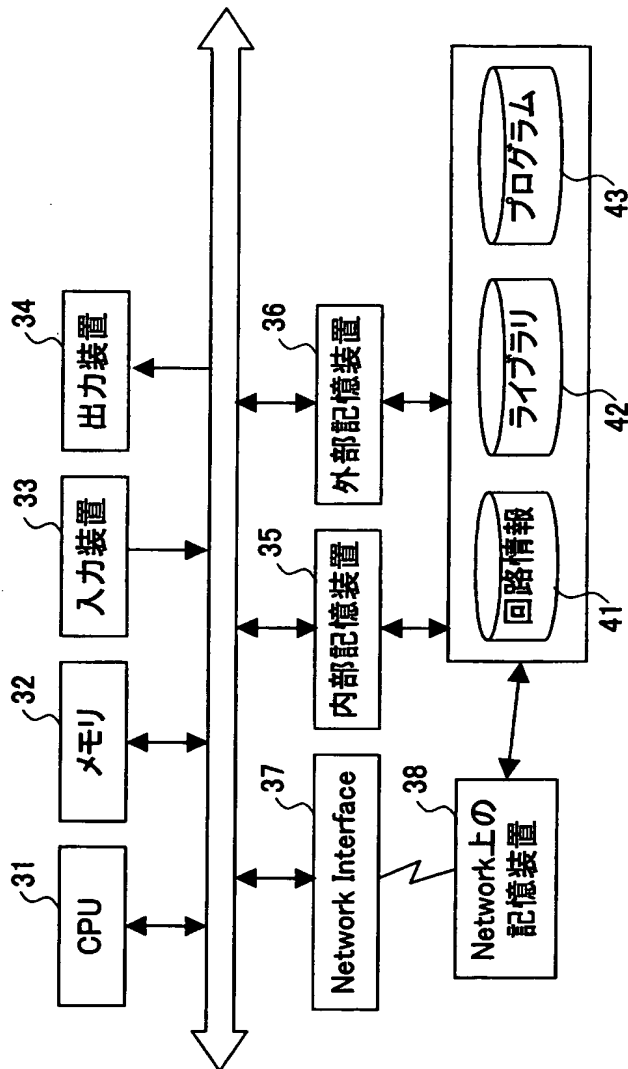 31
CPU
32
メモリ
33
入力装置
34
出力装置
37
Network Interface
35
内部記憶装置
36
外部記憶装置
38
Network上の
記憶装置
回路情報
41
ライブラリ
42
プログラム
43